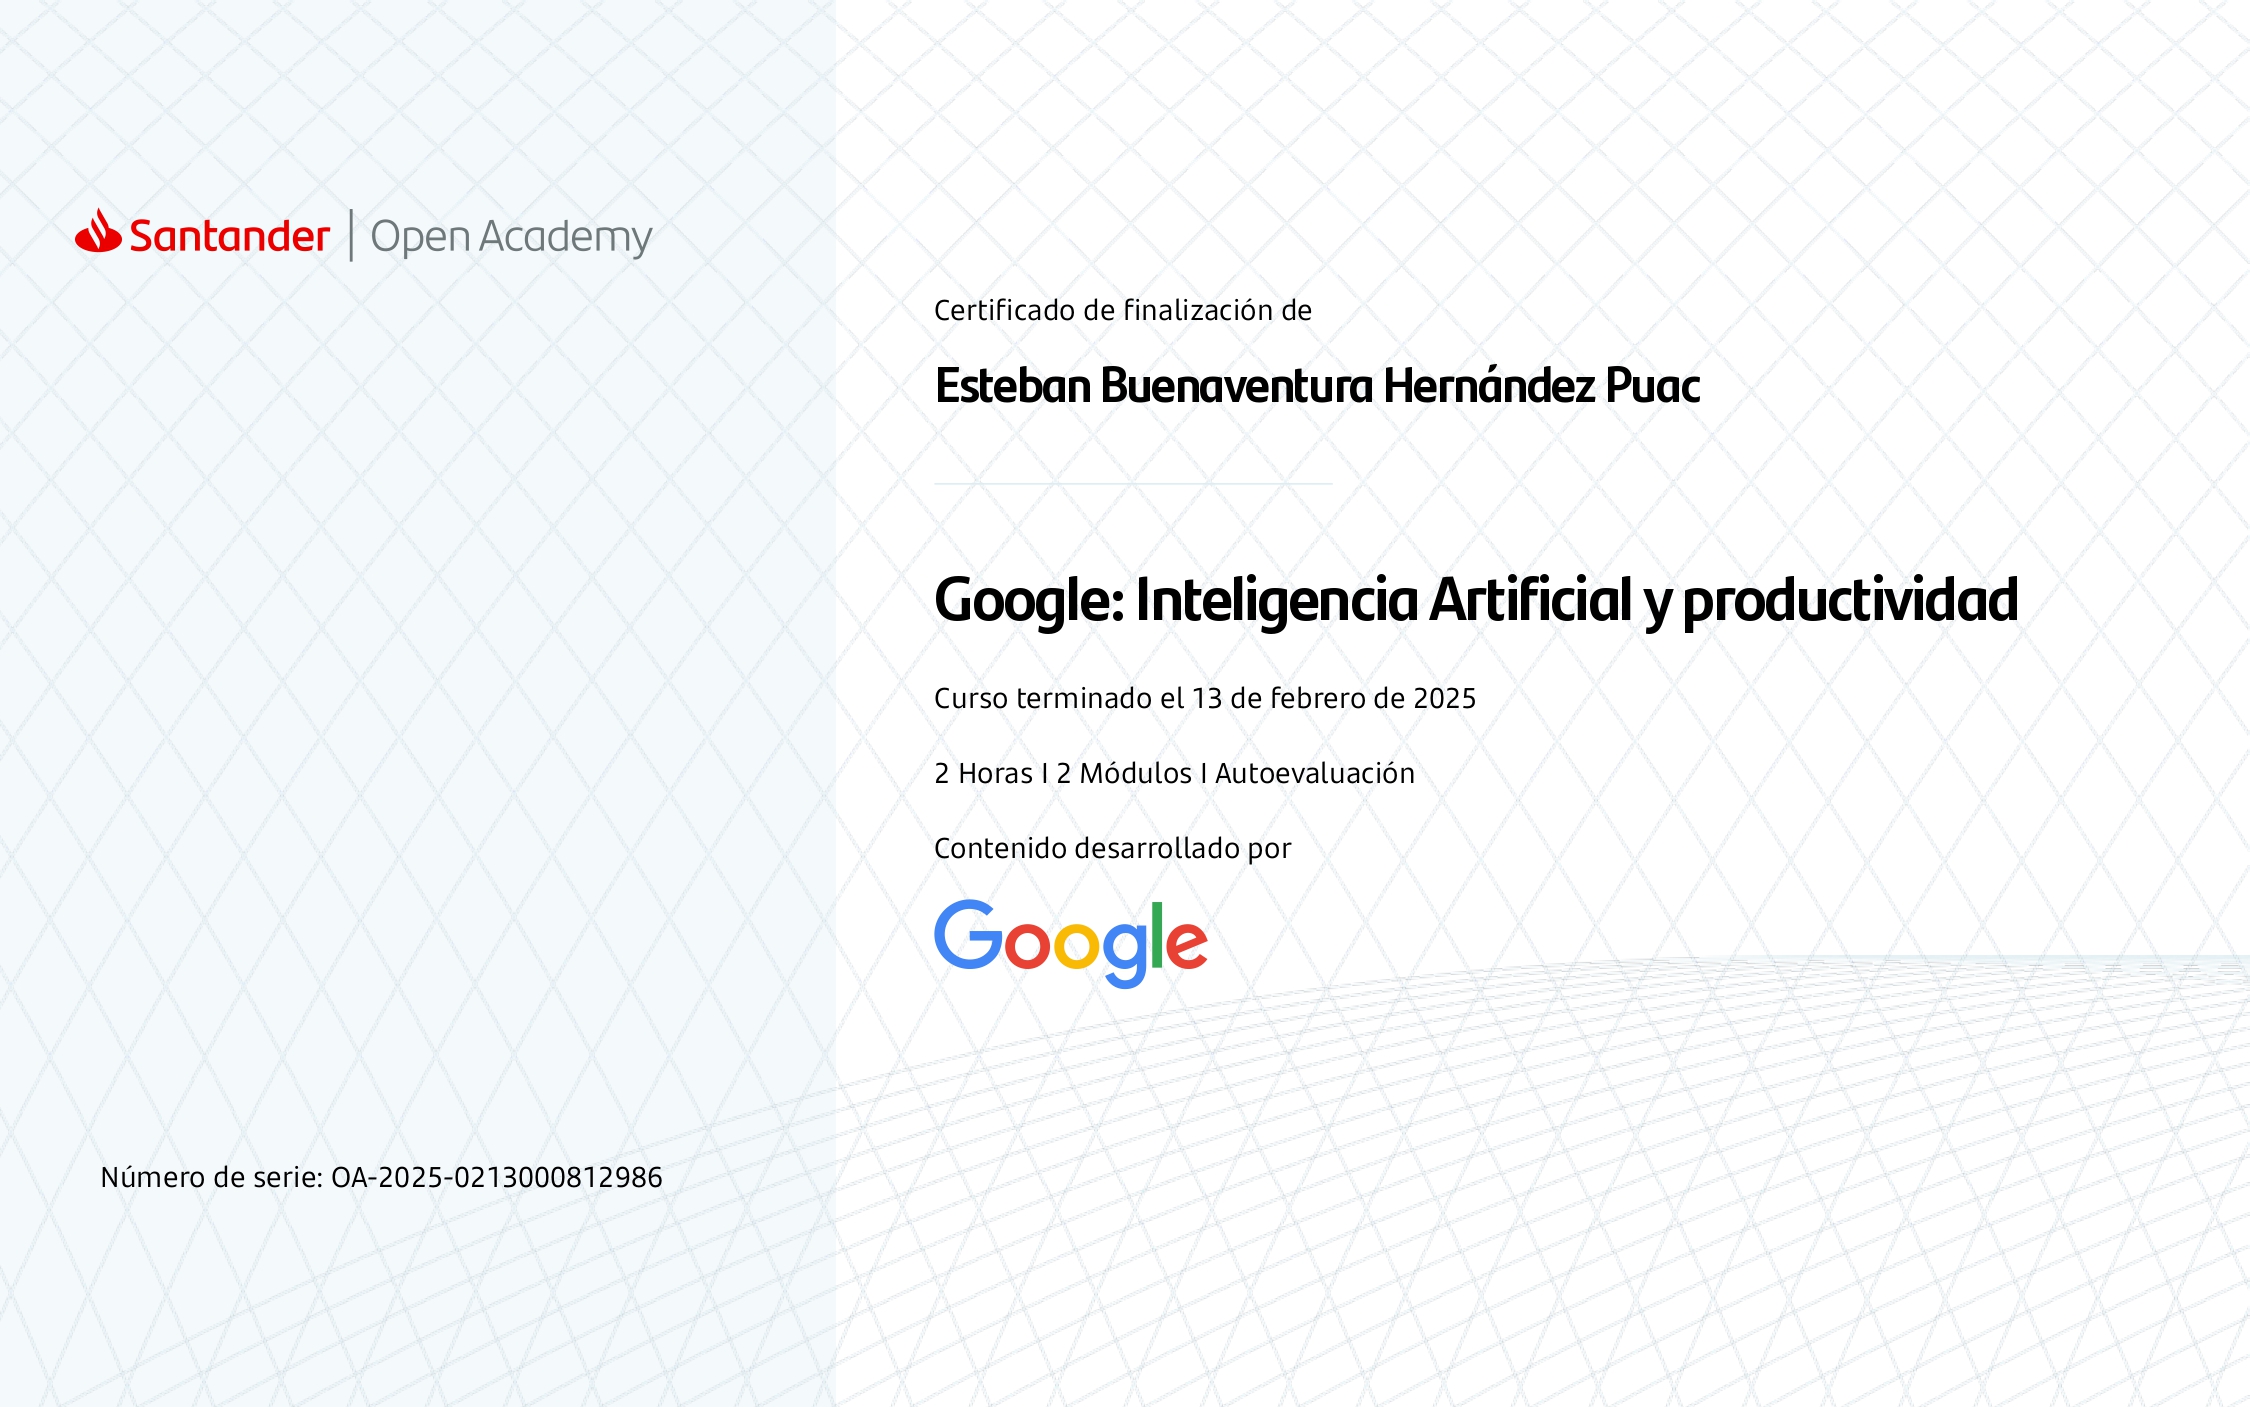 Santander | Open Academy
Certificado de finalización de
Esteban Buenaventura Hernández Puac
Google: Inteligencia Artificial y productividad
Curso terminado el 13 de febrero de 2025
2 Horas I 2 Módulos I Autoevaluación
Contenido desarrollado por
Google
Número de serie: OA-2025-0213000812986